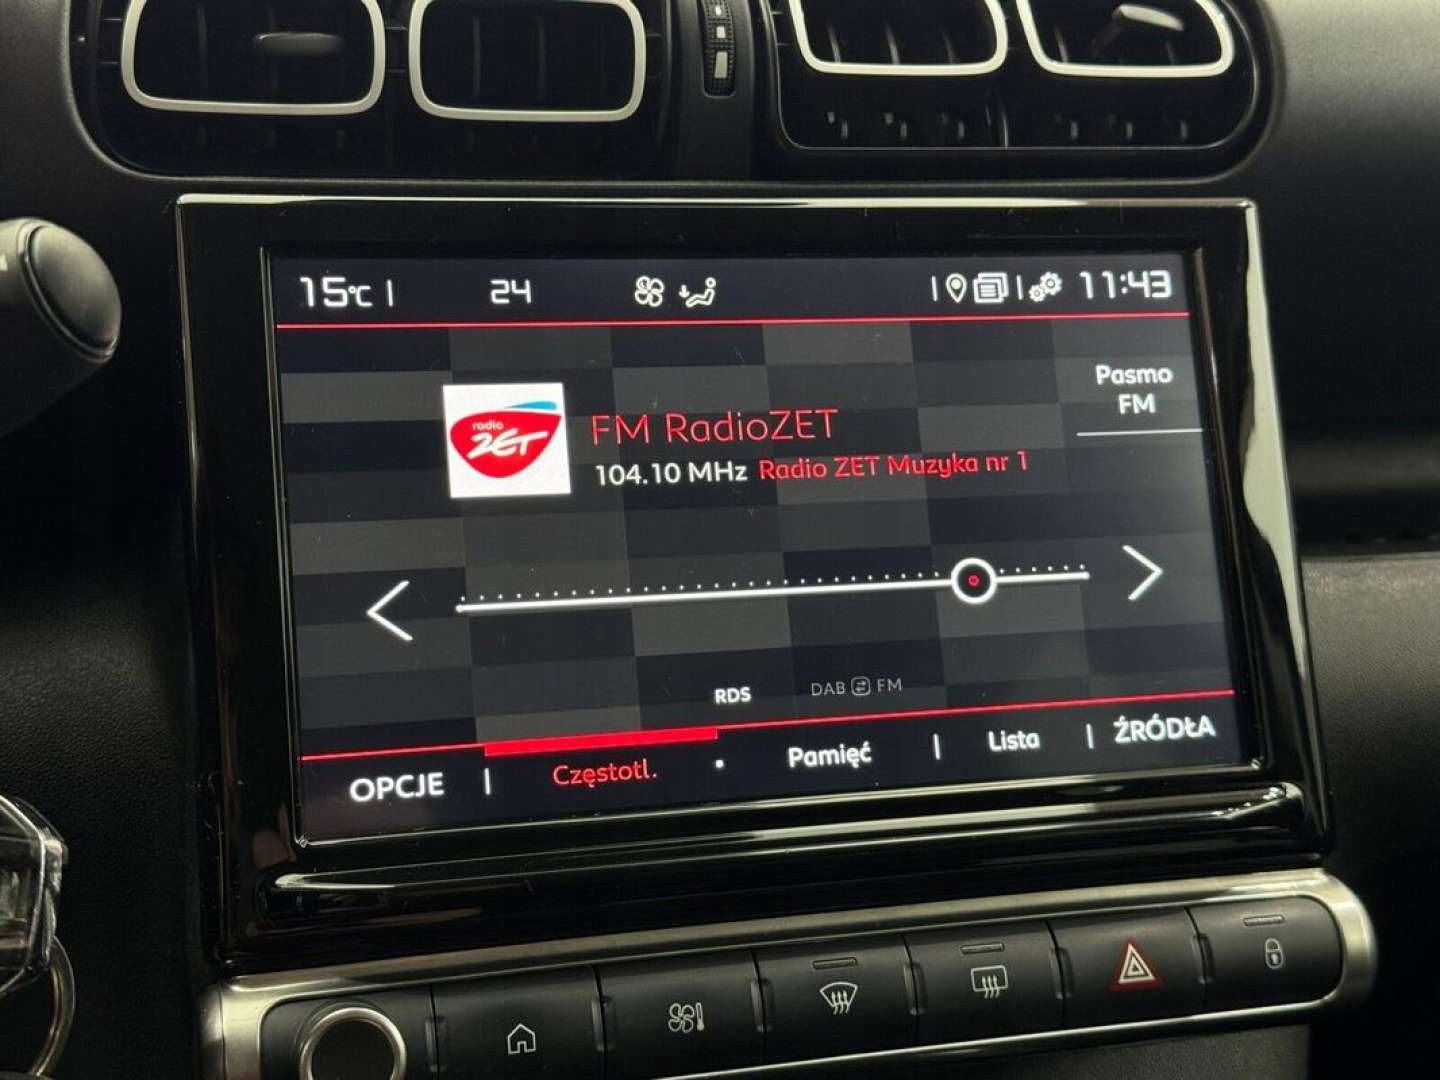 15°C
24
11:43
Pasmo
FM
radio
ZET
FM RadioZET
104.10 MHz Radio ZET Muzyka nr 1
RDS
DAB FM
OPCJE
Częstotl.
Pamięć
Lista
ŹRÓDŁA